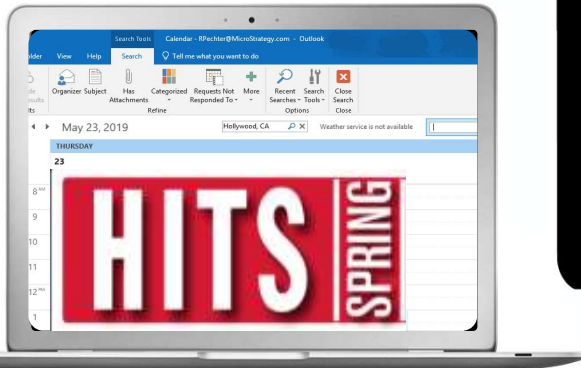 Search Tools Calendar - RPechter@MicroStrategy.com - Outlook
older View Help Search Tell me what you want to do
Organizer Subject Has Attachments Categorized Requests Not Responded To More Recent Searches Search Tools Close Search
Refine Options Close
May 23, 2019 Hollywood, CA Weather service is not available
THURSDAY
23
8 AM
9
10
11
12 PM
1
HITS
SPRING